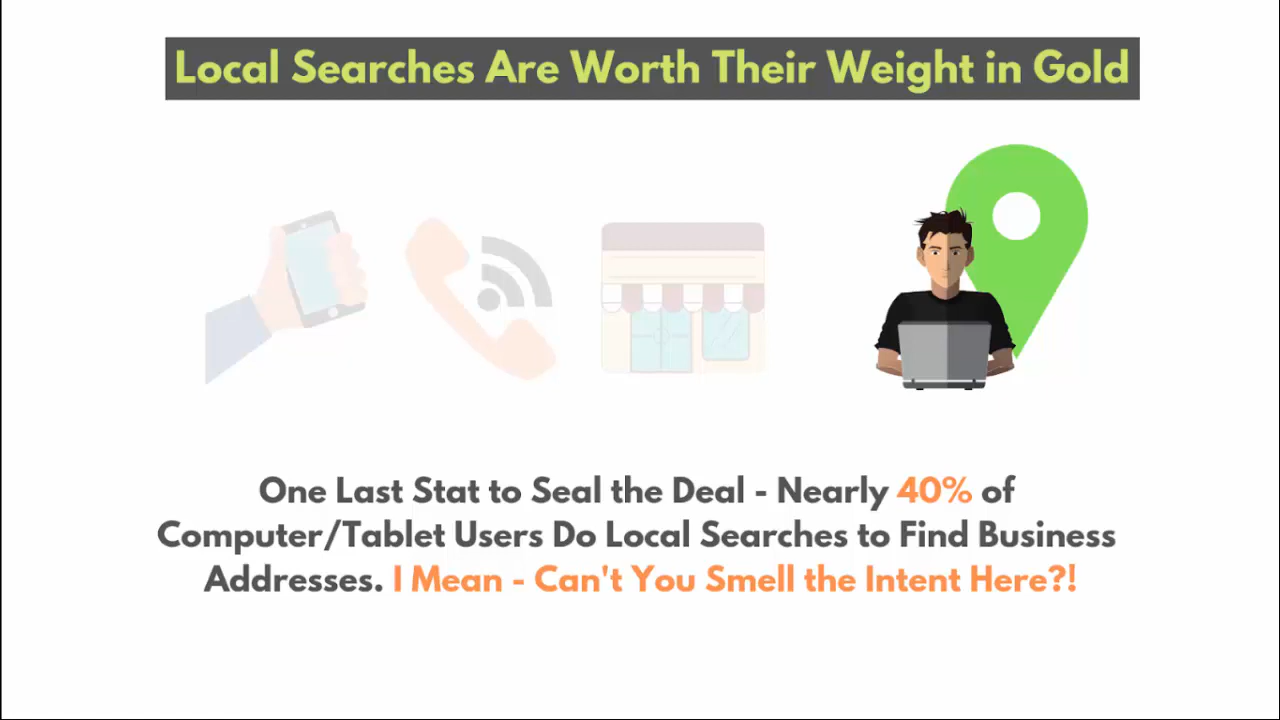 Local Searches Are Worth Their Weight in Gold
One Last Stat to Seal the Deal - Nearly 40% of
Computer/Tablet Users Do Local Searches to Find Business
Addresses. I Mean - Can't You Smell the Intent Here?!